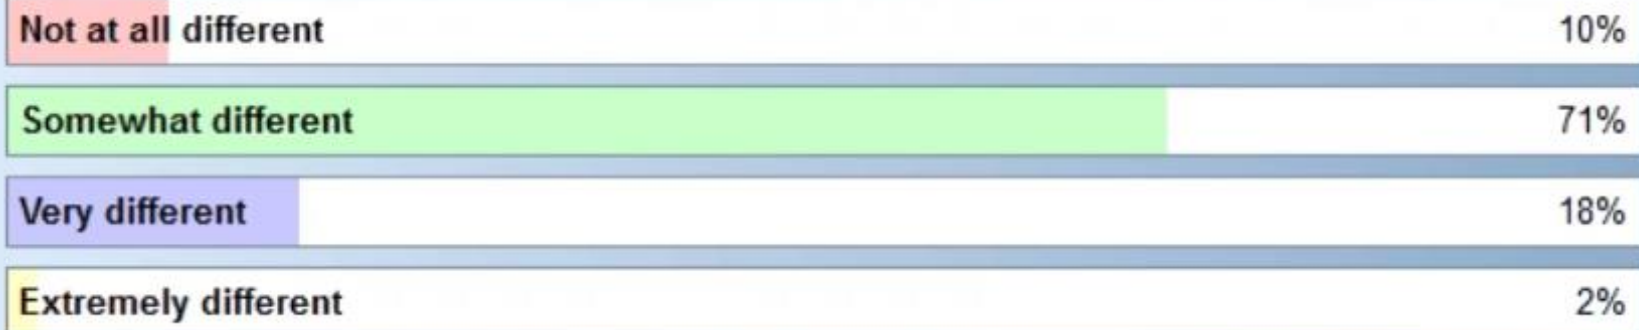 Not at all different 10%
Somewhat different 71%
Very different 18%
Extremely different 2%